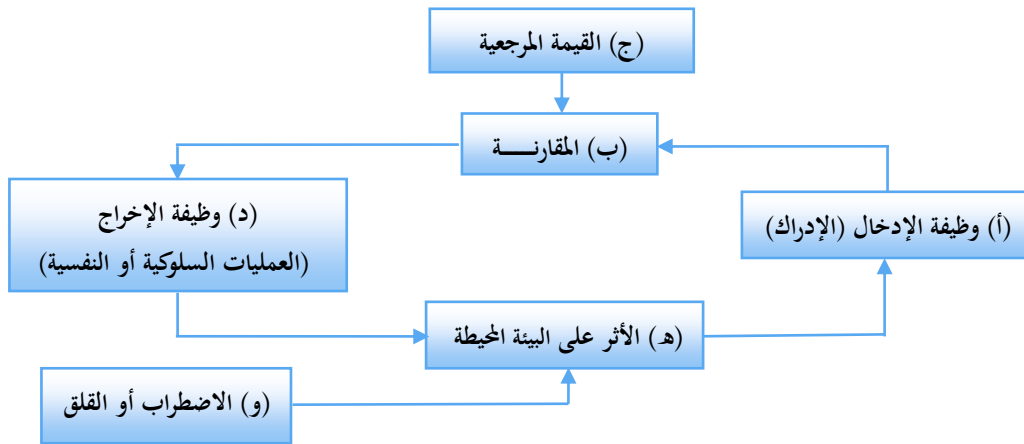 (ج) القيمة المرجعية
(ب) المقارنـــــة
(د) وظيفة الإخراج
(العمليات السلوكية أو النفسية)
(أ) وظيفة الإدخال (الإدراك)
(هـ) الأثر على البيئة المحيطة
(و) الاضطراب أو القلق